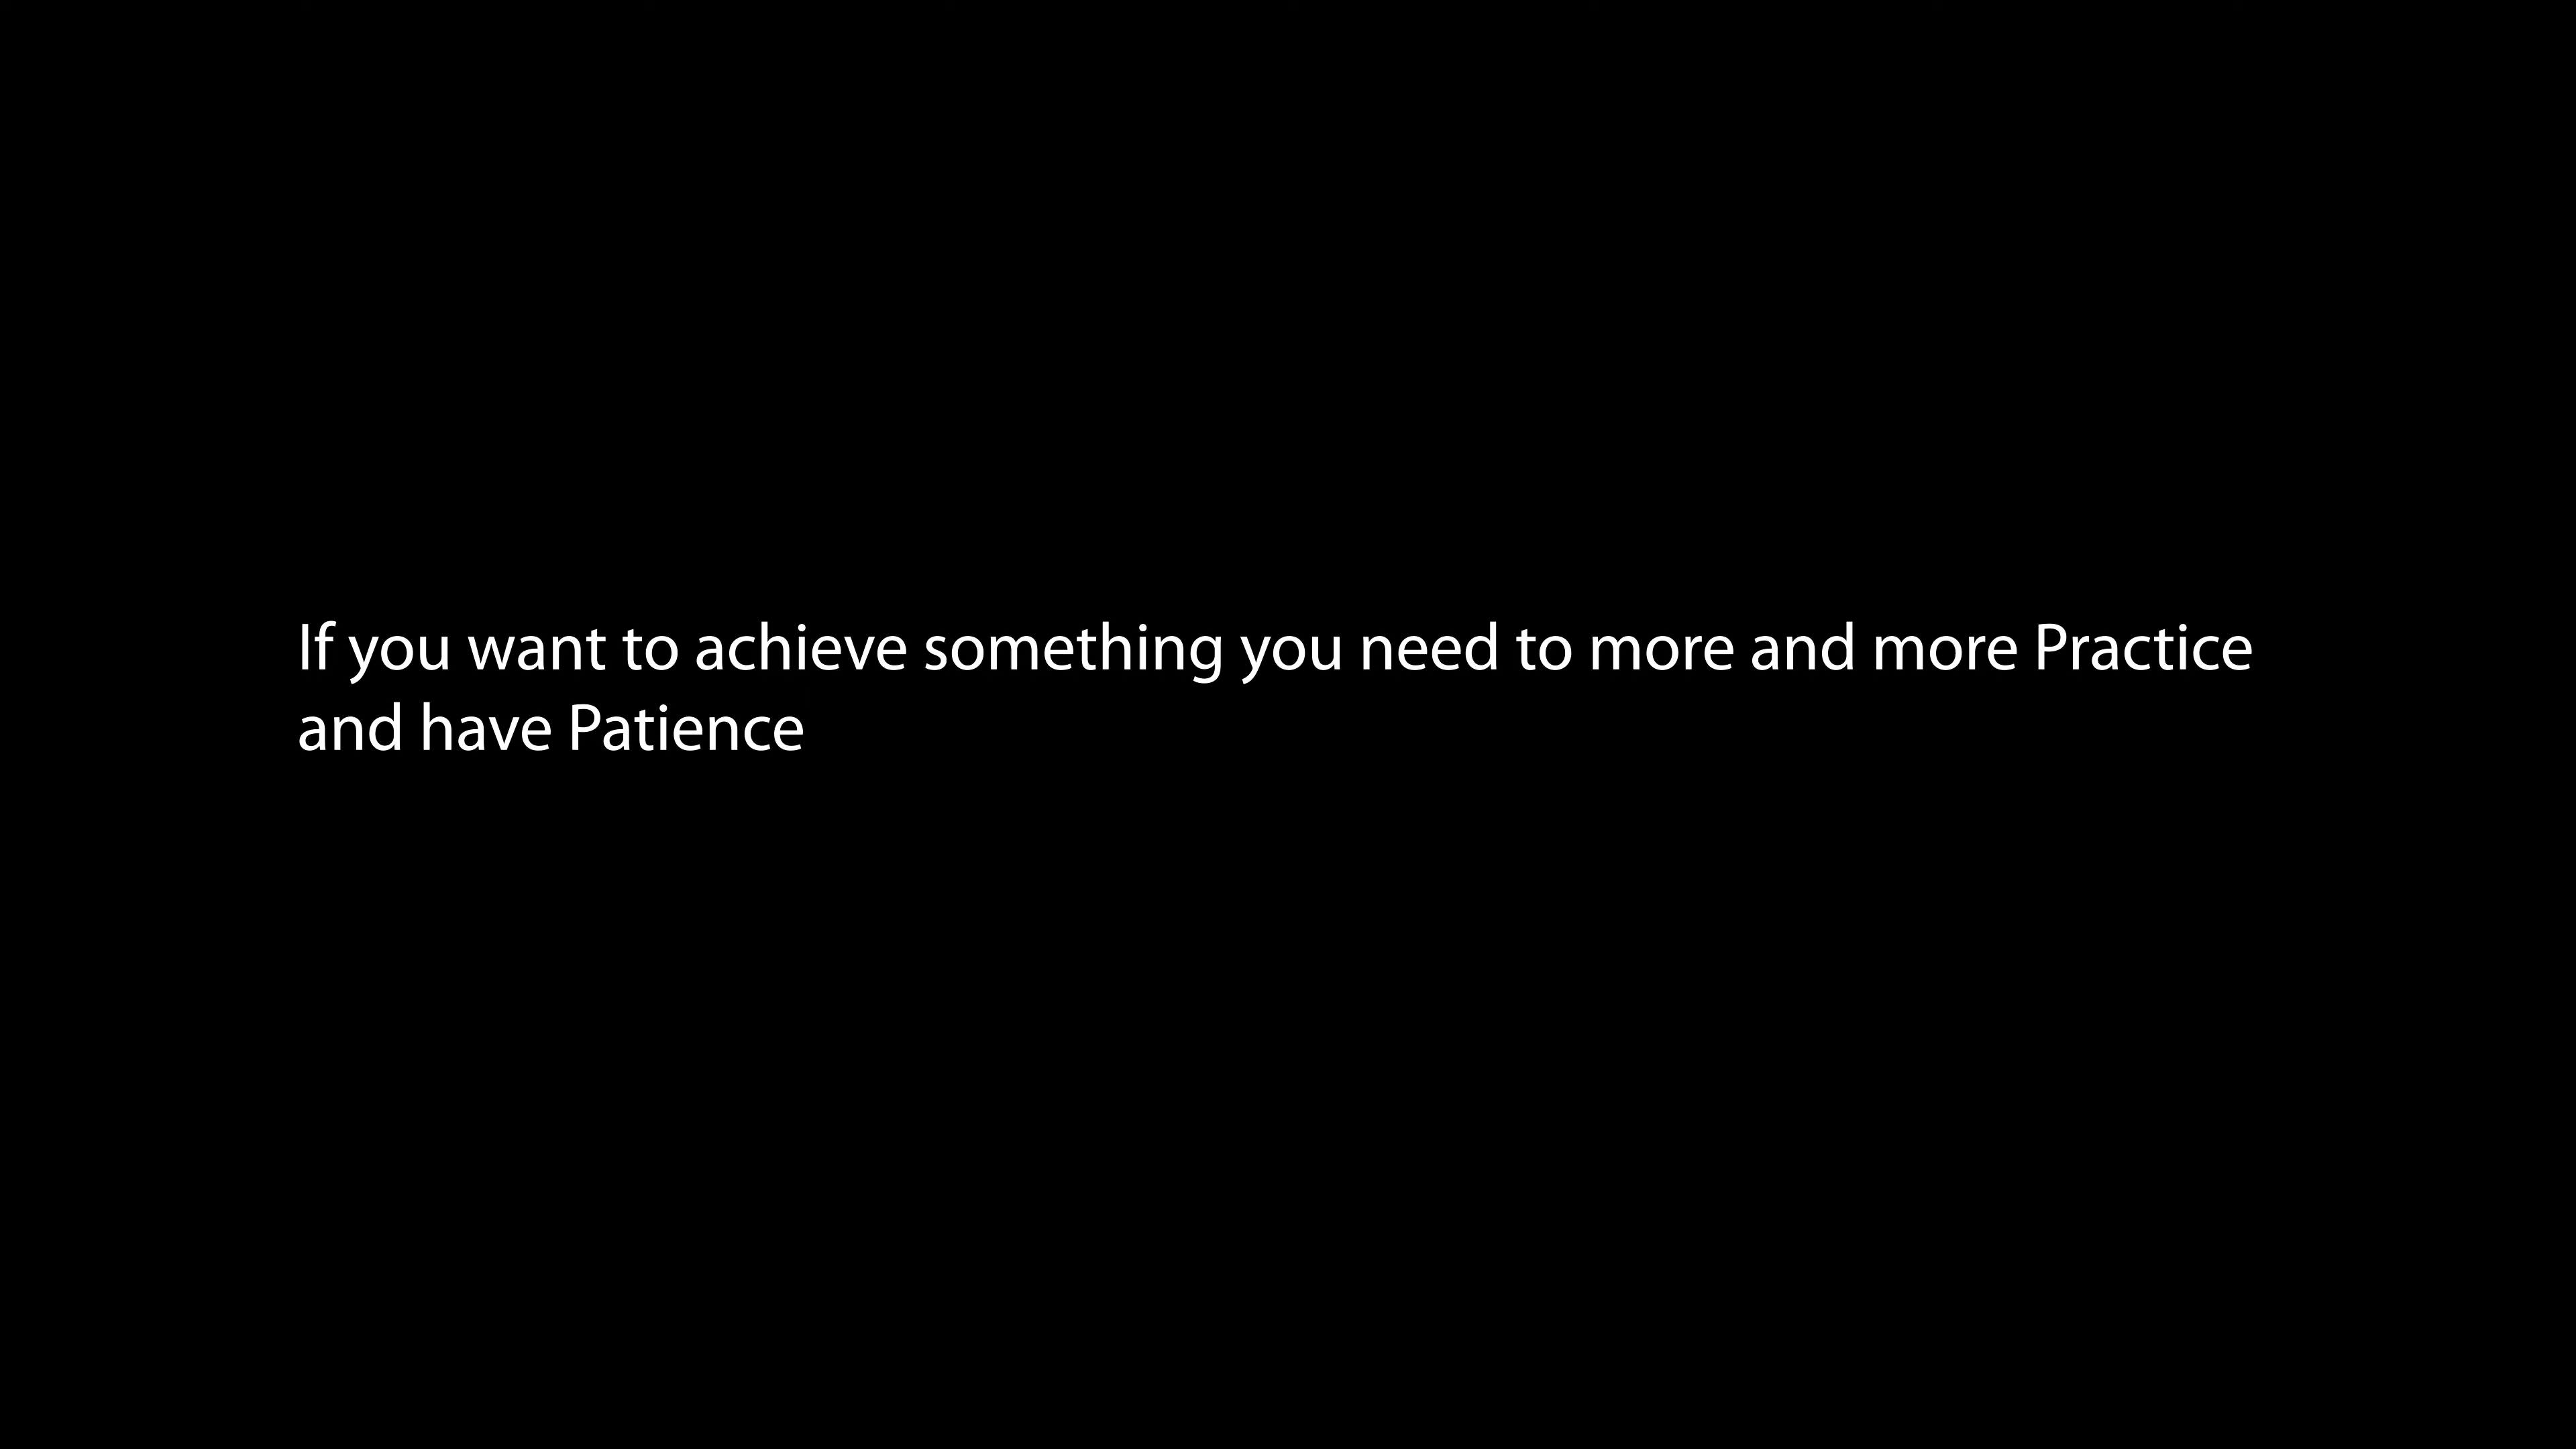 If you want to achieve something you need to more and more Practice
and have Patience